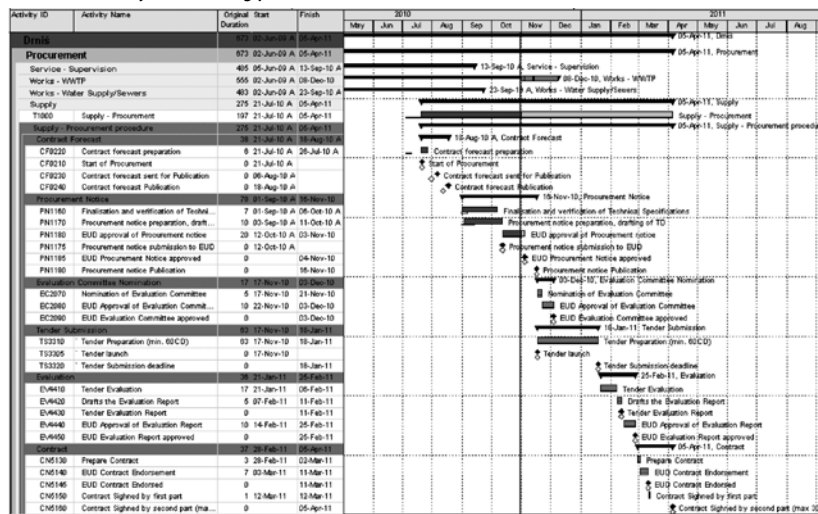 Activity ID Activity Name Original Duration Start Finish 2010 2011
May Jun Jul Aug Sep Oct Nov Dec Jan Feb Mar Apr May Jun Jul Aug
Drniš 673 02-Jun-09 A 05-Apr-11 05-Apr-11, Drniš
Procurement 673 02-Jun-09 A 05-Apr-11 05-Apr-11, Procurement
Service - Supervision 485 05-Jun-09 A 13-Sep-10 A 13-Sep-10 A, Service - Supervision
Works - WWTP 555 02-Jun-09 A 08-Dec-10 08-Dec-10, Works - WWTP
Works - Water Supply/Sewers 483 02-Jun-09 A 23-Sep-10 A 23-Sep-10 A, Works - Water Supply/Sewers
Supply 275 21-Jul-10 A 05-Apr-11 05-Apr-11, Supply
T1000 Supply - Procurement 197 21-Jul-10 A 05-Apr-11 Supply - Procurement
Supply - Procurement procedure 275 21-Jul-10 A 05-Apr-11 05-Apr-11, Supply - Procurement procedu
Contract Forecast 38 21-Jul-10 A 18-Aug-10 A 18-Aug-10 A, Contract Forecast
CF0220 Contract forecast preparation 6 21-Jul-10 A 26-Jul-10 A Contract forecast preparation
CF0210 Start of Procurement 0 21-Jul-10 A Start of Procurement
CF0230 Contract forecast sent for Publication 0 06-Aug-10 A Contract forecast sent for Publication
CF0240 Contract forecast Publication 0 18-Aug-10 A Contract forecast Publication
Procurement Notice 78 01-Sep-10 A 16-Nov-10 16-Nov-10, Procurement Notice
PN1160 Finalisation and verification of Techni... 7 01-Sep-10 A 06-Oct-10 A Finalisation and verification of Technical Specifications
PN1170 Procurement notice preparation, draft... 10 03-Sep-10 A 11-Oct-10 A Procurement notice preparation, drafting of TD
PN1180 EUD approval of Procurement notice 20 12-Oct-10 A 03-Nov-10 EUD approval of Procurement notice
PN1175 Procurement notice submission to EUD 0 12-Oct-10 A Procurement notice submission to EUD
PN1185 EUD Procurement Notice approved 0 04-Nov-10 EUD Procurement Notice approved
PN1190 Procurement notice Publication 0 16-Nov-10 Procurement notice Publication
Evaluation Committee Nomination 17 17-Nov-10 03-Dec-10 03-Dec-10, Evaluation Committee Nomination
EC2070 Nomination of Evaluation Committee 5 17-Nov-10 21-Nov-10 Nomination of Evaluation Committee
EC2080 EUD Approval of Evaluation Commit... 10 22-Nov-10 03-Dec-10 EUD Approval of Evaluation Committee
EC2090 EUD Evaluation Committee approved 0 03-Dec-10 EUD Evaluation Committee approved
Tender Submission 63 17-Nov-10 18-Jan-11 18-Jan-11, Tender Submission
TS3310 Tender Preparation (min. 60CD) 63 17-Nov-10 18-Jan-11 Tender Preparation (min. 60CD)
TS3305 Tender launch 0 17-Nov-10 Tender launch
TS3320 Tender Submission deadline 0 18-Jan-11 Tender Submission deadline
Evaluation 36 21-Jan-11 25-Feb-11 25-Feb-11, Evaluation
EV4410 Tender Evaluation 17 21-Jan-11 06-Feb-11 Tender Evaluation
EV4420 Drafts the Evaluation Report 5 07-Feb-11 11-Feb-11 Drafts the Evaluation Report
EV4430 Tender Evaluation Report 0 11-Feb-11 Tender Evaluation Report
EV4440 EUD Approval of Evaluation Report 10 14-Feb-11 25-Feb-11 EUD Approval of Evaluation Report
EV4450 EUD Evaluation Report approved 0 25-Feb-11 EUD Evaluation Report approved
Contract 37 28-Feb-11 05-Apr-11 05-Apr-11, Contract
CN5130 Prepare Contract 3 28-Feb-11 02-Mar-11 Prepare Contract
CN5140 EUD Contract Endorsement 7 03-Mar-11 11-Mar-11 EUD Contract Endorsement
CN5145 EUD Contract Endorsed 0 11-Mar-11 EUD Contract Endorsed
CN5150 Contract Sighned by first part 1 12-Mar-11 12-Mar-11 Contract Sighned by first part
CN5160 Contract Sighned by second part (ma... 0 05-Apr-11 Contract Sighned by second part (max 30